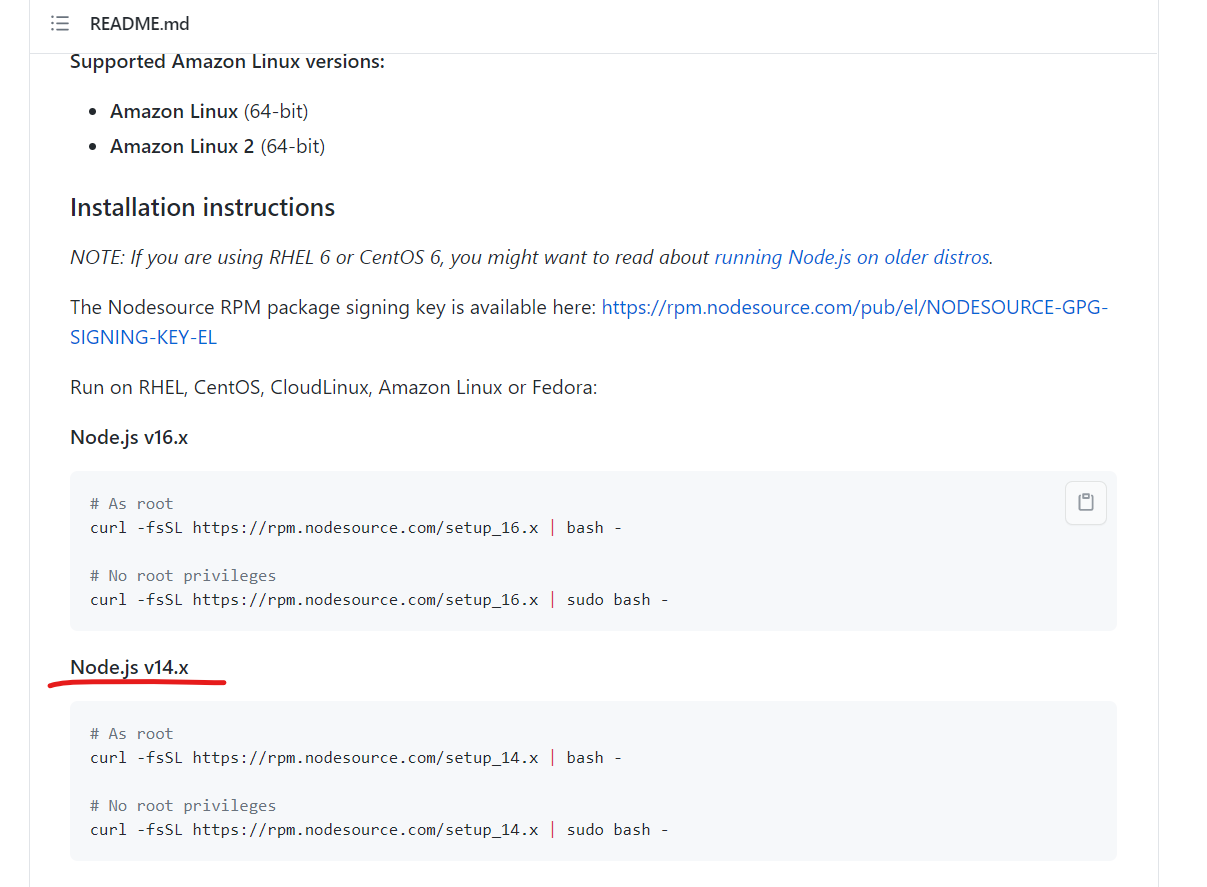 README.md
Supported Amazon Linux versions:
Amazon Linux (64-bit)
Amazon Linux 2 (64-bit)
Installation instructions
NOTE: If you are using RHEL 6 or CentOS 6, you might want to read about running Node.js on older distros.
The Nodesource RPM package signing key is available here: https://rpm.nodesource.com/pub/el/NODESOURCE-GPG-
SIGNING-KEY-EL
Run on RHEL, CentOS, CloudLinux, Amazon Linux or Fedora:
Node.js v16.x
# As root
curl -fsSL https://rpm.nodesource.com/setup_16.x | bash -
# No root privileges
curl -fsSL https://rpm.nodesource.com/setup_16.x | sudo bash -
Node.js v14.x
# As root
curl -fsSL https://rpm.nodesource.com/setup_14.x | bash -
# No root privileges
curl -fsSL https://rpm.nodesource.com/setup_14.x | sudo bash -